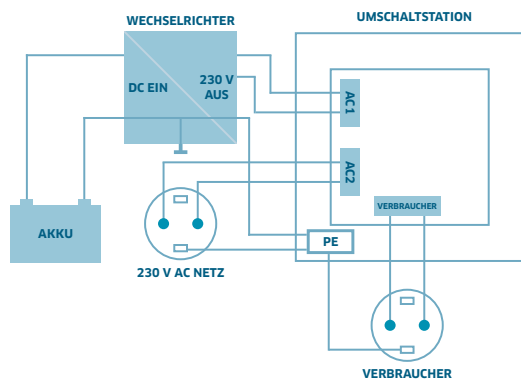 WECHSELRICHTER
UMSCHALTSTATION
DC EIN
230 V
AUS
AC1
AC2
VERBRAUCHER
AKKU
PE
230 V AC NETZ
VERBRAUCHER